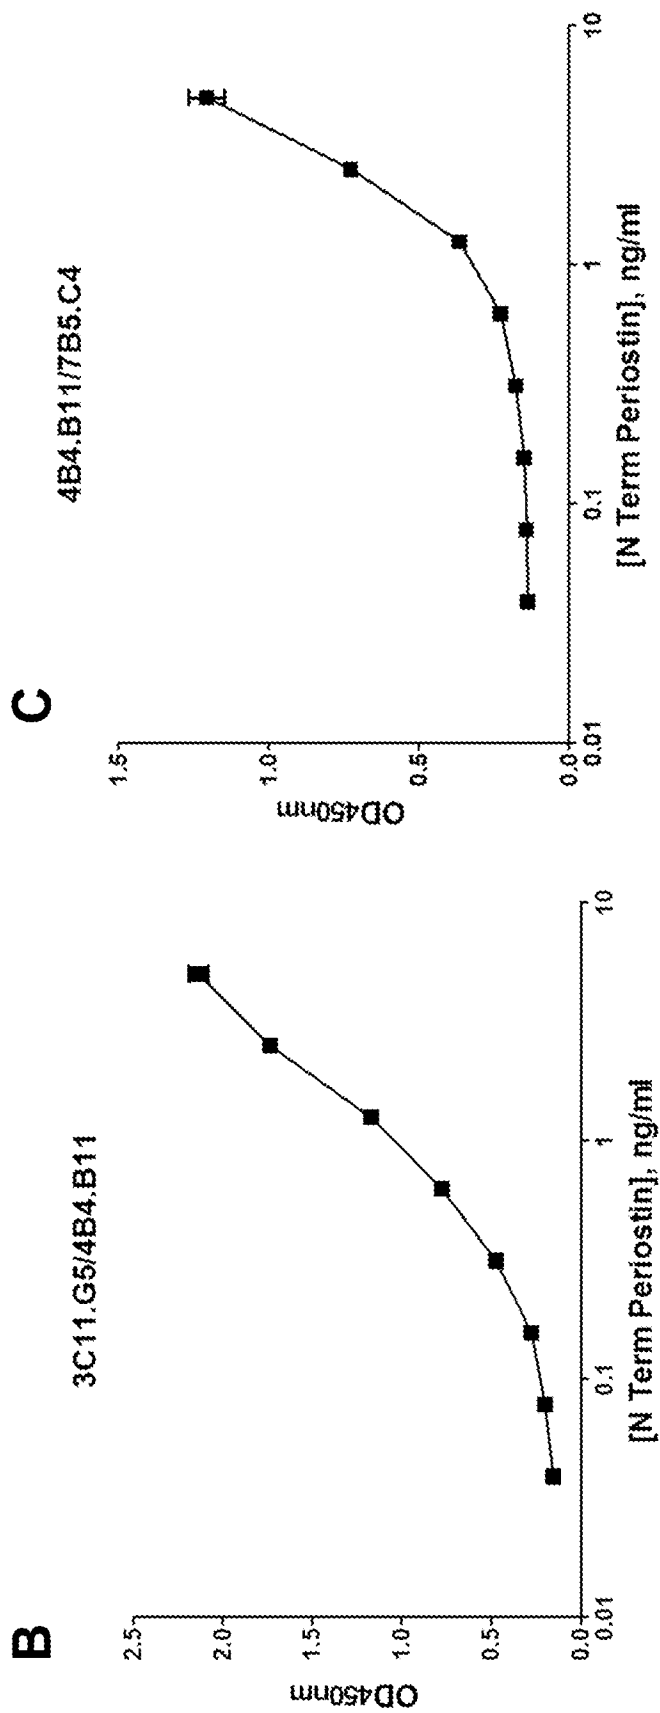 B
3C11.G5/4B4.B11
OD450nm
2.5
2.0
1.5
1.0
0.5
0.0
0.01
0.1
1
10
[N Term Periostin], ng/ml
C
4B4.B11/7B5.C4
OD450nm
1.5
1.0
0.5
0.0
0.01
0.1
1
10
[N Term Periostin], ng/ml